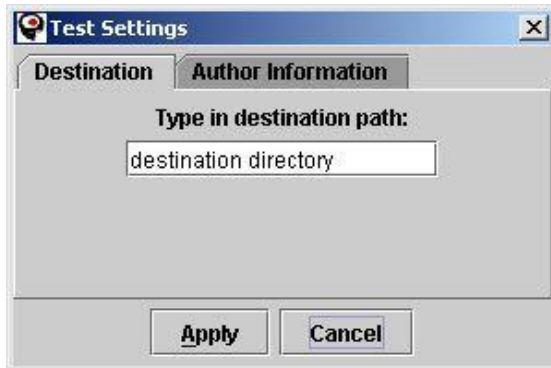 Test Settings
Destination Author Information
Type in destination path:
destination directory
Apply Cancel